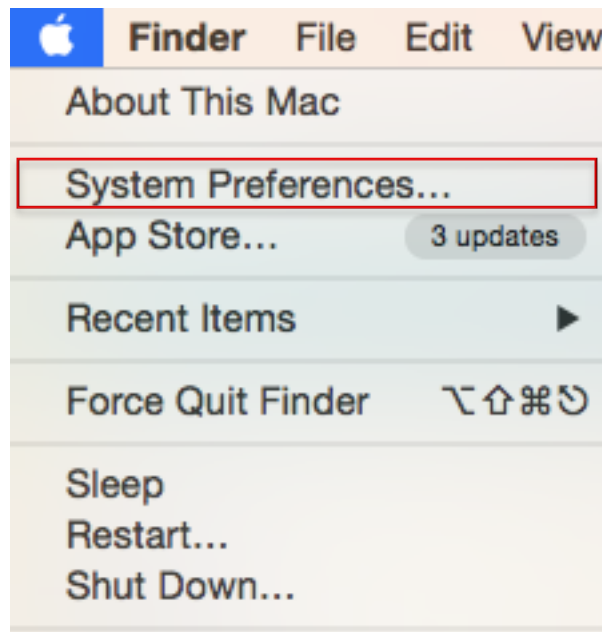 Finder File Edit View
About This Mac
System Preferences...
App Store... 3 updates
Recent Items ▶
Force Quit Finder ⌥⇧⌘⎋
Sleep
Restart...
Shut Down...